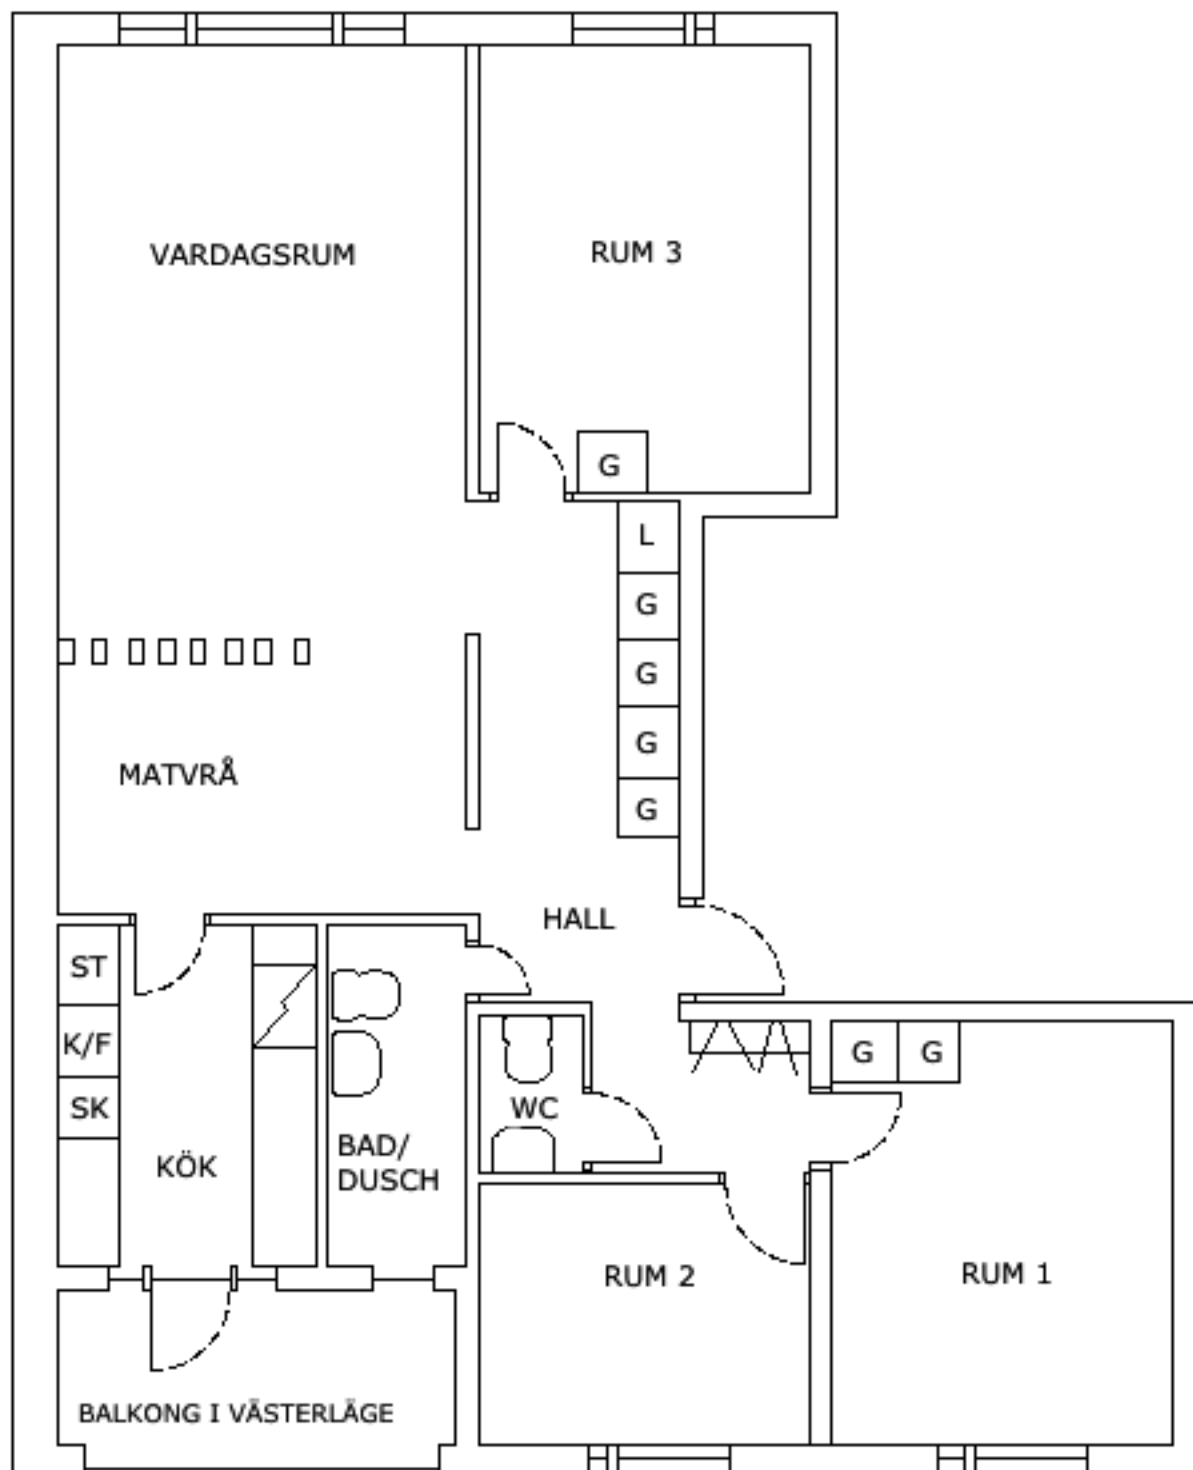 VARDAGSRUM
RUM 3
G
L
G
G
G
G
MATVRÅ
HALL
ST
K/F
SK
KÖK
BAD/
DUSCH
WC
G
G
RUM 2
RUM 1
BALKONG I VÄSTERLÄGE